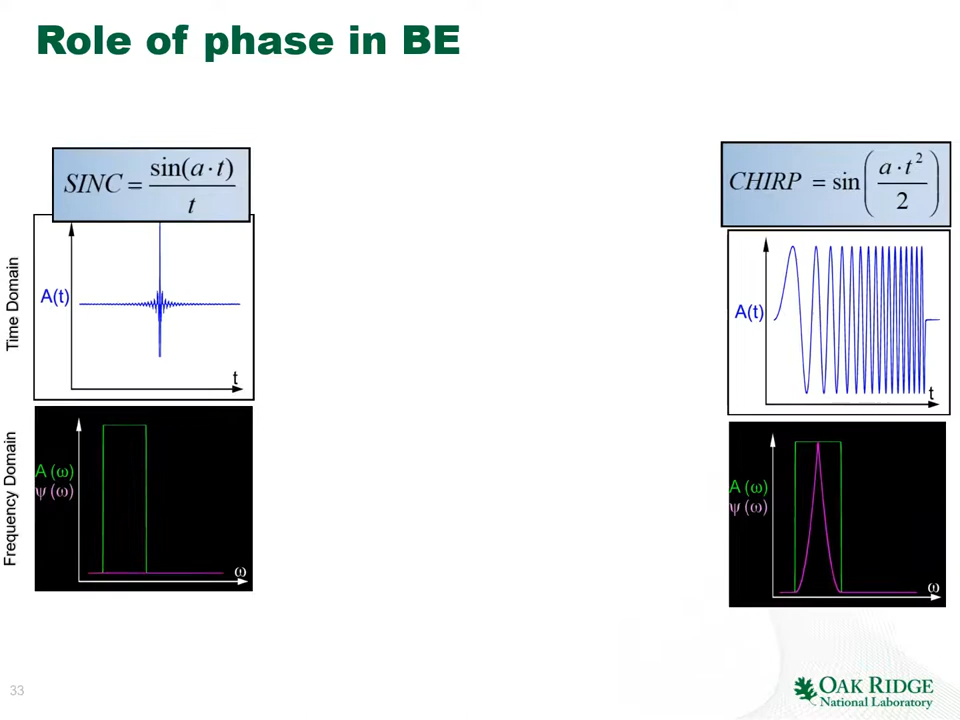 Role of phase in BE
SINC = sin(a·t) / t
CHIRP = sin(a·t² / 2)
Time Domain
A(t)
t
A(t)
t
Frequency Domain
A (ω)
ψ (ω)
ω
A (ω)
ψ (ω)
ω
33
OAK RIDGE
National Laboratory